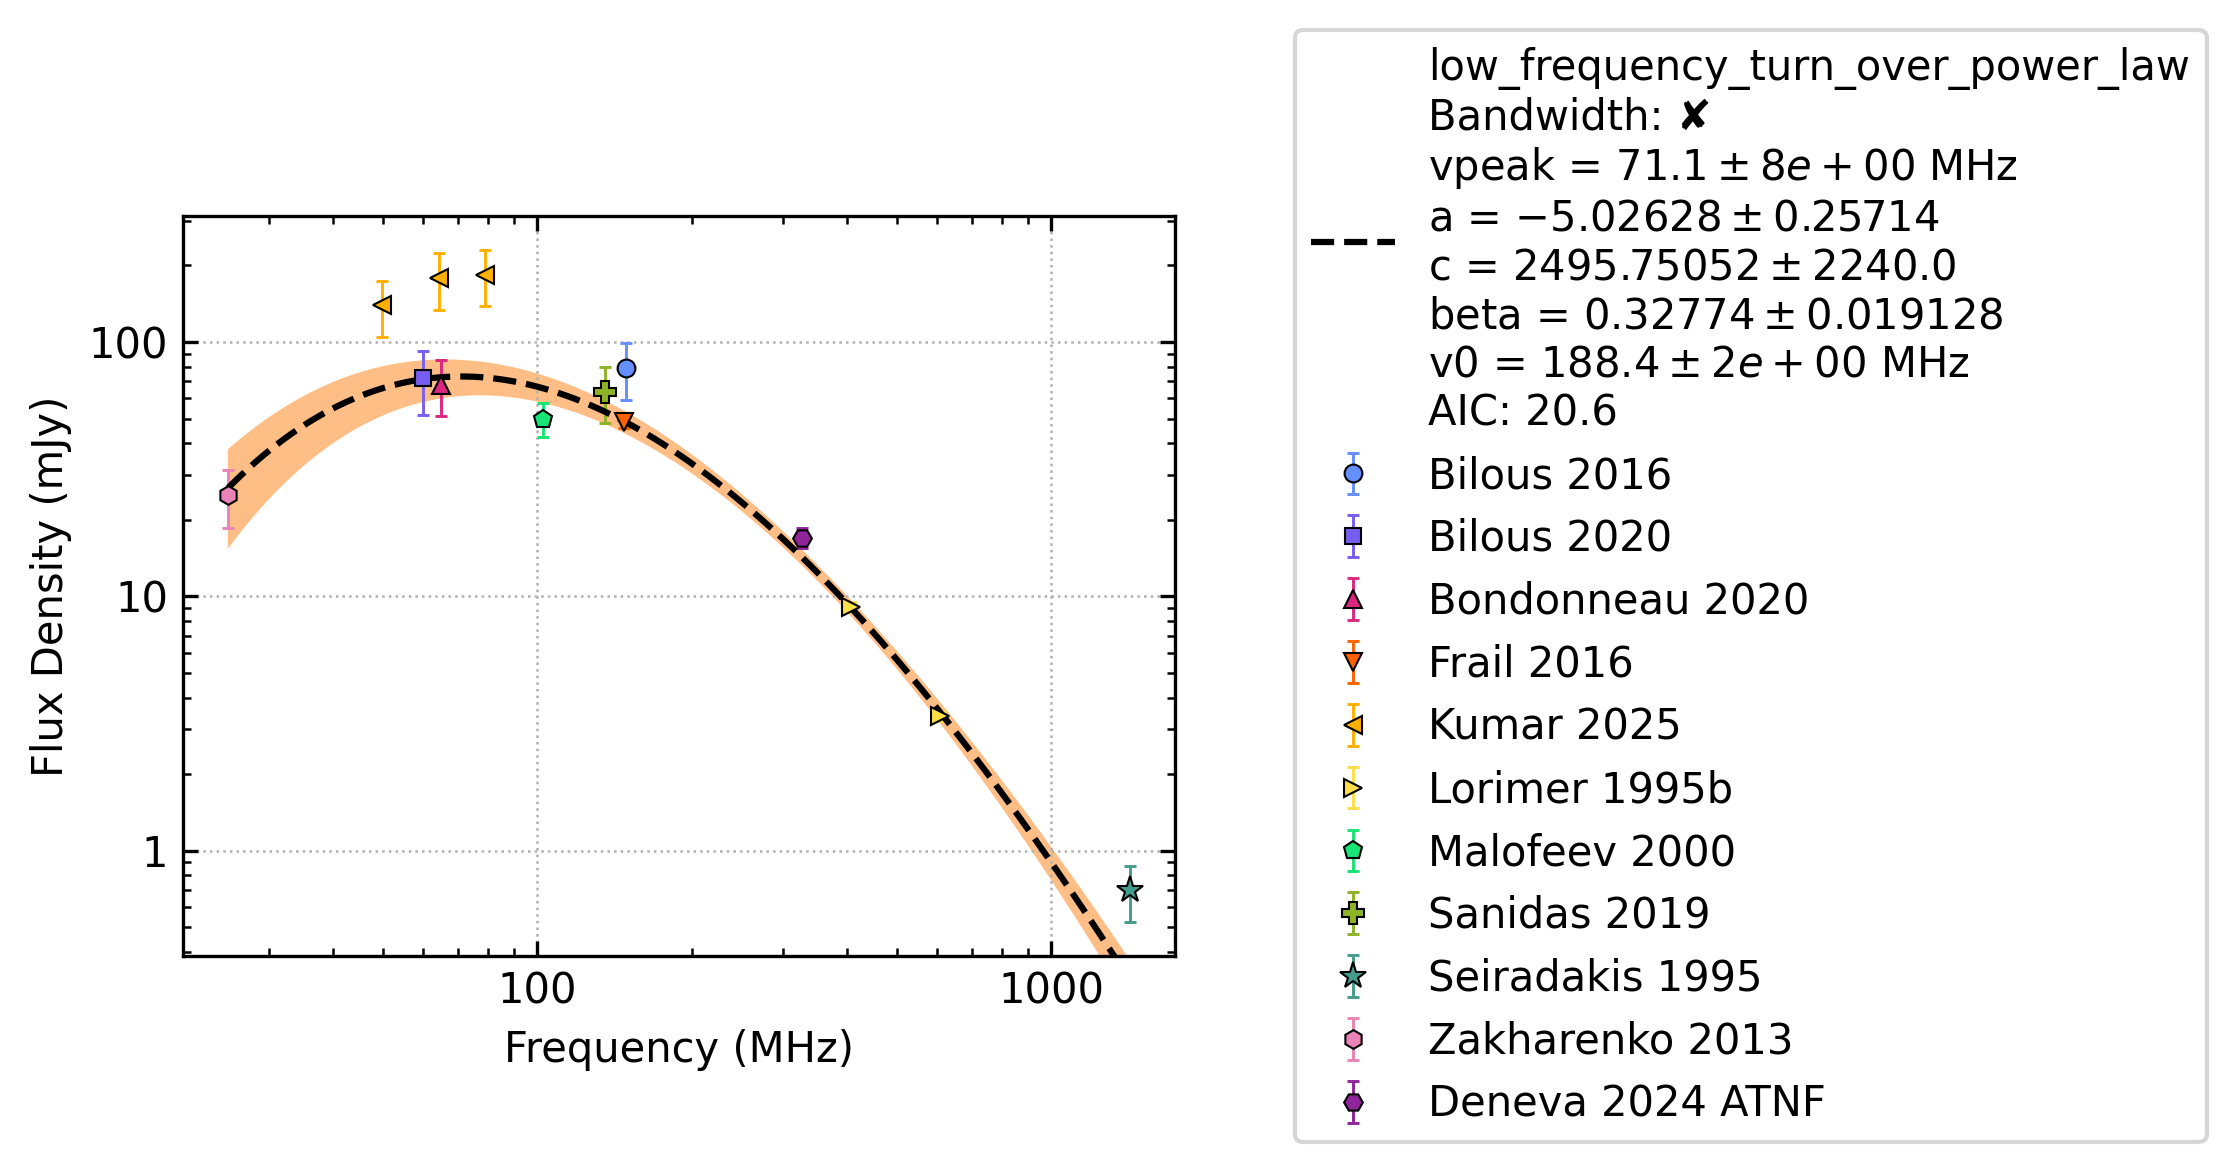 low_frequency_turn_over_power_law
Bandwidth: ✘
vpeak = 71.1 ± 8e + 00 MHz
a = −5.02628 ± 0.25714
c = 2495.75052 ± 2240.0
beta = 0.32774 ± 0.019128
v0 = 188.4 ± 2e + 00 MHz
AIC: 20.6
Bilous 2016
Bilous 2020
Bondonneau 2020
Frail 2016
Kumar 2025
Lorimer 1995b
Malofeev 2000
Sanidas 2019
Seiradakis 1995
Zakharenko 2013
Deneva 2024 ATNF
Flux Density (mJy)
100
10
1
100
1000
Frequency (MHz)